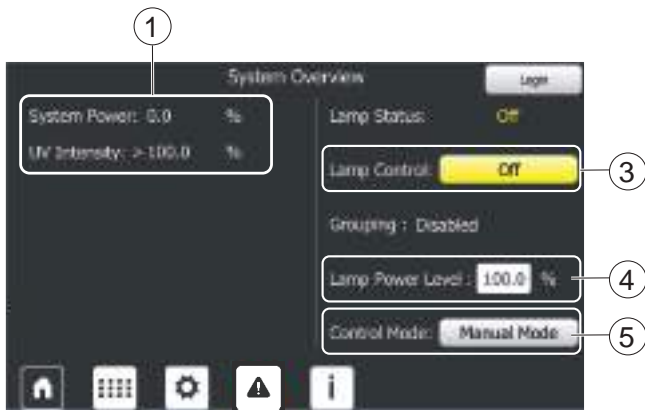 1
System Overview
Login
System Power: 0.0 %
UV Intensity: >100.0 %
Lamp Status: Off
Lamp Control: Off
3
Grouping : Disabled
Lamp Power Level : 100.0 %
4
Control Mode: Manual Mode
5
i